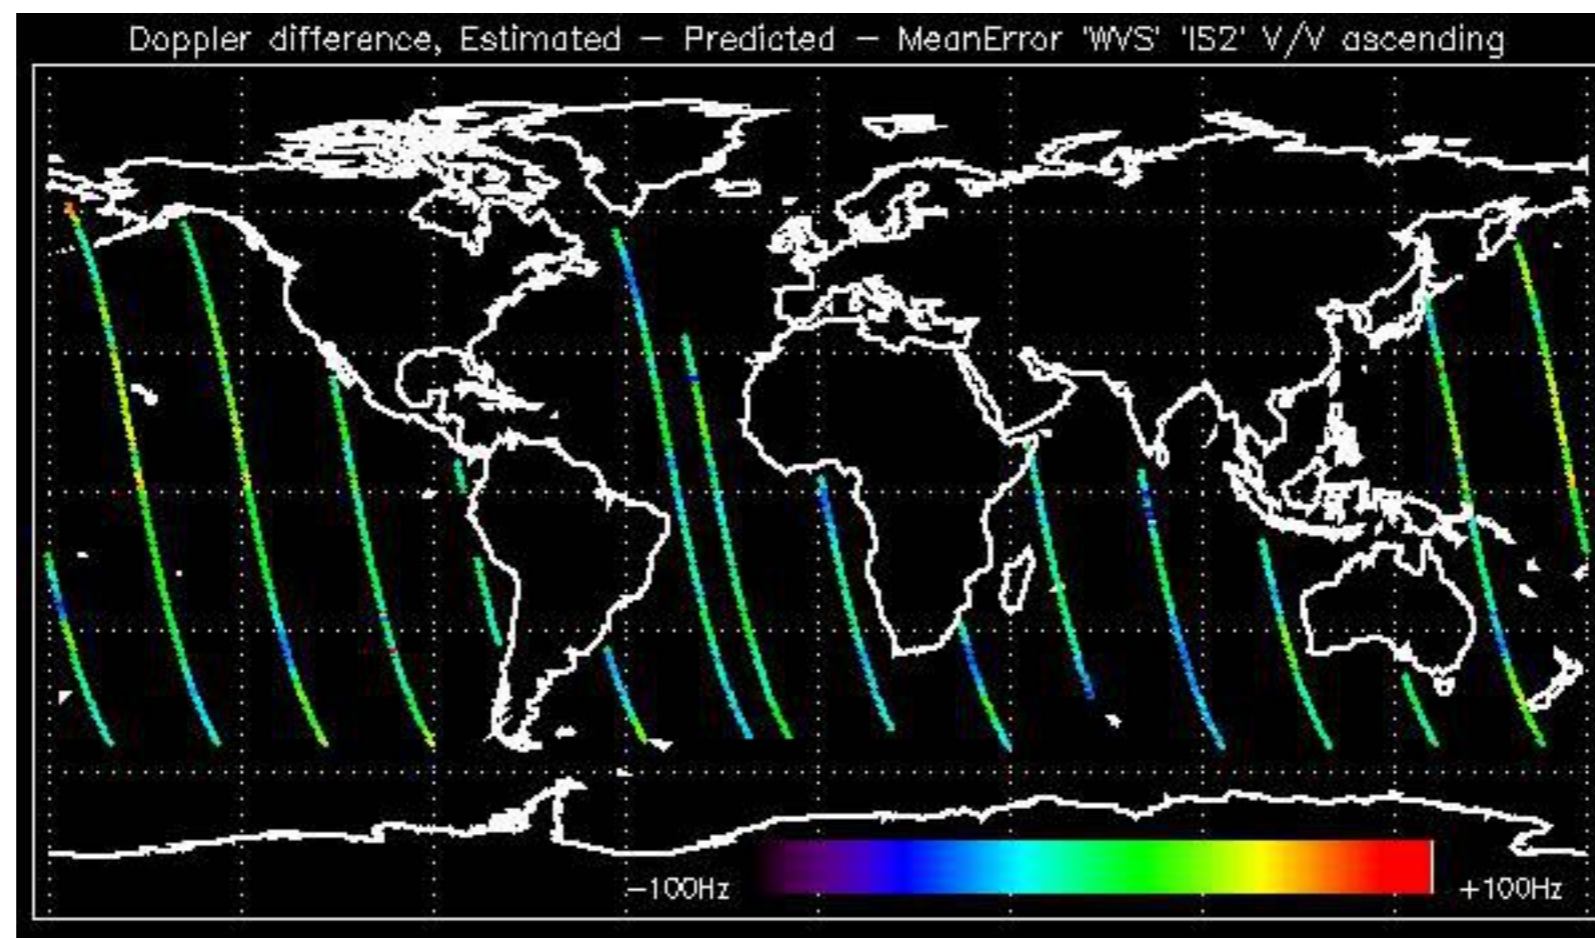 Doppler difference, Estimated − Predicted − MeanError 'WVS' 'IS2' V/V ascending
−100Hz
+100Hz